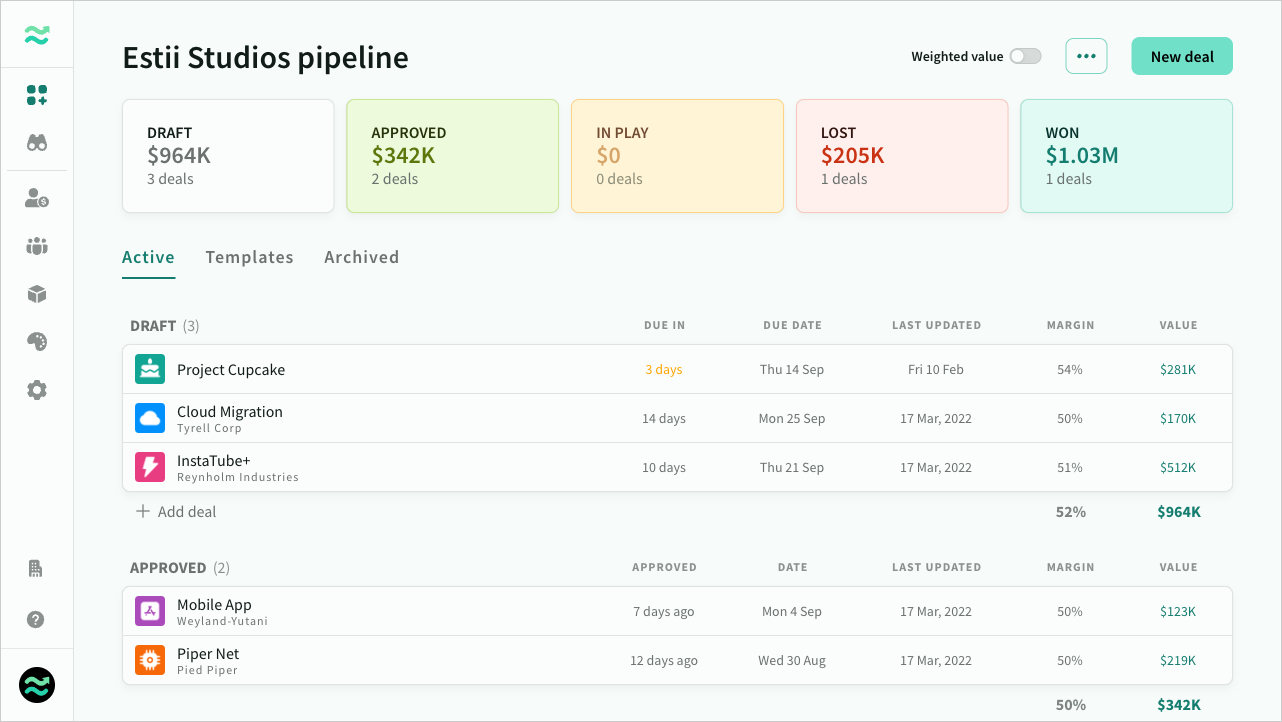 Estii Studios pipeline
Weighted value
New deal
DRAFT
$964K
3 deals
APPROVED
$342K
2 deals
IN PLAY
$0
0 deals
LOST
$205K
1 deals
WON
$1.03M
1 deals
Active Templates Archived
DRAFT (3) DUE IN DUE DATE LAST UPDATED MARGIN VALUE
Project Cupcake 3 days Thu 14 Sep Fri 10 Feb 54% $281K
Cloud Migration
Tyrell Corp
14 days Mon 25 Sep 17 Mar, 2022 50% $170K
InstaTube+
Reynholm Industries
10 days Thu 21 Sep 17 Mar, 2022 51% $512K
Add deal 52% $964K
APPROVED (2) APPROVED DATE LAST UPDATED MARGIN VALUE
Mobile App
Weyland-Yutani
7 days ago Mon 4 Sep 17 Mar, 2022 50% $123K
Piper Net
Pied Piper
12 days ago Wed 30 Aug 17 Mar, 2022 50% $219K
50% $342K